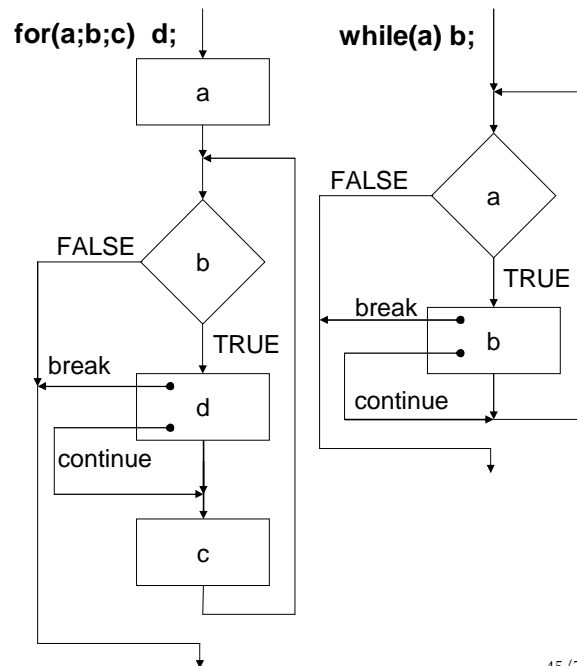 for(a;b;c) d;
a
b
FALSE
TRUE
break
d
continue
c
while(a) b;
FALSE
a
TRUE
break
b
continue